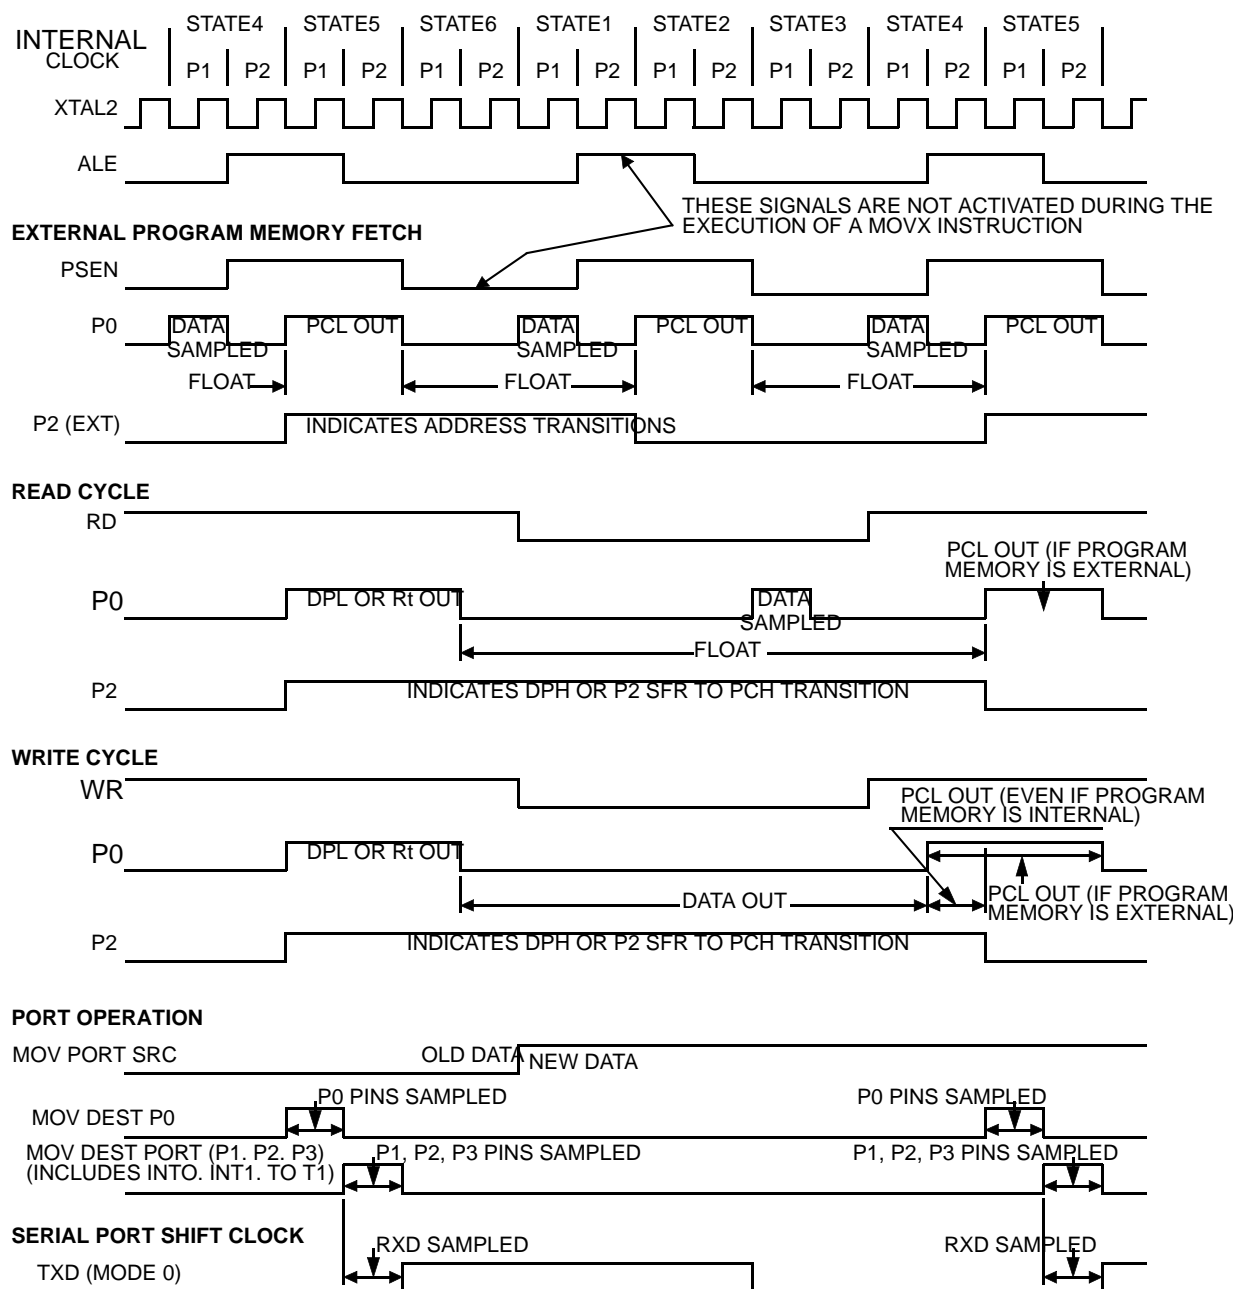 INTERNAL
CLOCK
STATE4 STATE5 STATE6 STATE1 STATE2 STATE3 STATE4 STATE5
P1 P2 P1 P2 P1 P2 P1 P2 P1 P2 P1 P2 P1 P2 P1 P2
XTAL2
ALE
THESE SIGNALS ARE NOT ACTIVATED DURING THE
EXECUTION OF A MOVX INSTRUCTION
EXTERNAL PROGRAM MEMORY FETCH
PSEN
P0
DATA
SAMPLED
PCL OUT
DATA
SAMPLED
PCL OUT
DATA
SAMPLED
PCL OUT
FLOAT FLOAT FLOAT
P2 (EXT)
INDICATES ADDRESS TRANSITIONS
READ CYCLE
RD
PCL OUT (IF PROGRAM
MEMORY IS EXTERNAL)
P0
DPL OR Rt OUT
DATA
SAMPLED
FLOAT
P2
INDICATES DPH OR P2 SFR TO PCH TRANSITION
WRITE CYCLE
WR
PCL OUT (EVEN IF PROGRAM
MEMORY IS INTERNAL)
P0
DPL OR Rt OUT
DATA OUT
PCL OUT (IF PROGRAM
MEMORY IS EXTERNAL)
P2
INDICATES DPH OR P2 SFR TO PCH TRANSITION
PORT OPERATION
MOV PORT SRC
OLD DATA
NEW DATA
P0 PINS SAMPLED P0 PINS SAMPLED
MOV DEST P0
MOV DEST PORT (P1. P2. P3)
(INCLUDES INTO. INT1. TO T1)
P1, P2, P3 PINS SAMPLED P1, P2, P3 PINS SAMPLED
SERIAL PORT SHIFT CLOCK
RXD SAMPLED RXD SAMPLED
TXD (MODE 0)